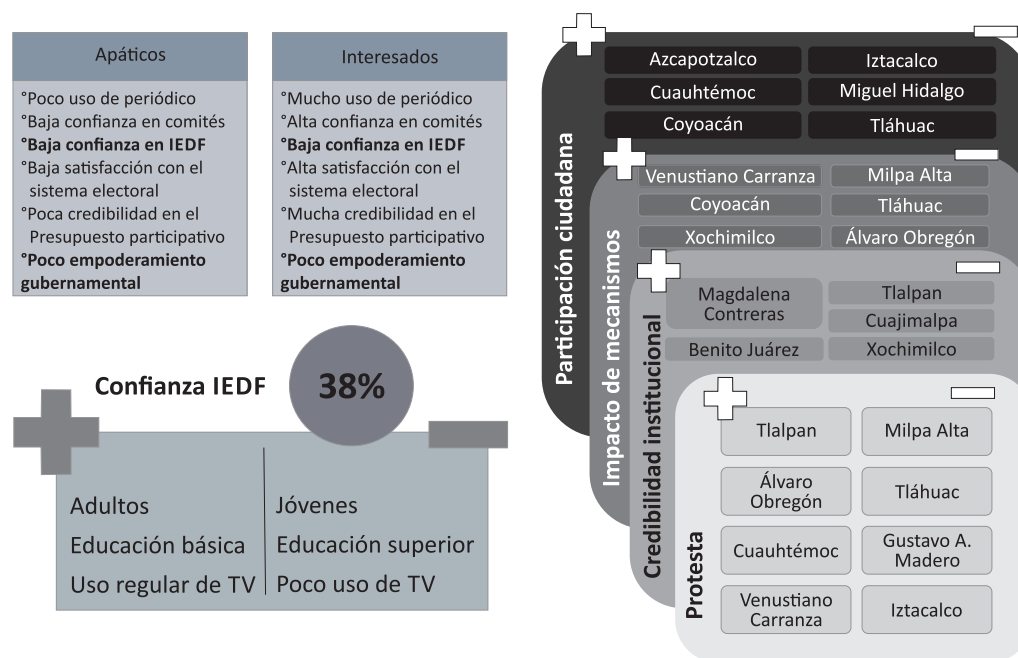 Apáticos
°Poco uso de periódico
°Baja confianza en comités
°Baja confianza en IEDF
°Baja satisfacción con el
sistema electoral
°Poca credibilidad en el
Presupuesto participativo
°Poco empoderamiento
gubernamental
Interesados
°Mucho uso de periódico
°Alta confianza en comités
°Baja confianza en IEDF
°Alta satisfacción con el
sistema electoral
°Mucha credibilidad en el
Presupuesto participativo
°Poco empoderamiento
gubernamental
Confianza IEDF
38%
Adultos
Educación básica
Uso regular de TV
Jóvenes
Educación superior
Poco uso de TV
Participación ciudadana
Azcapotzalco
Iztacalco
Cuauhtémoc
Miguel Hidalgo
Coyoacán
Tláhuac
Impacto de mecanismos
Venustiano Carranza
Milpa Alta
Coyoacán
Tláhuac
Xochimilco
Álvaro Obregón
Credibilidad institucional
Magdalena
Contreras
Tlalpan
Cuajimalpa
Benito Juárez
Xochimilco
Protesta
Tlalpan
Milpa Alta
Álvaro
Obregón
Tláhuac
Cuauhtémoc
Gustavo A.
Madero
Venustiano
Carranza
Iztacalco